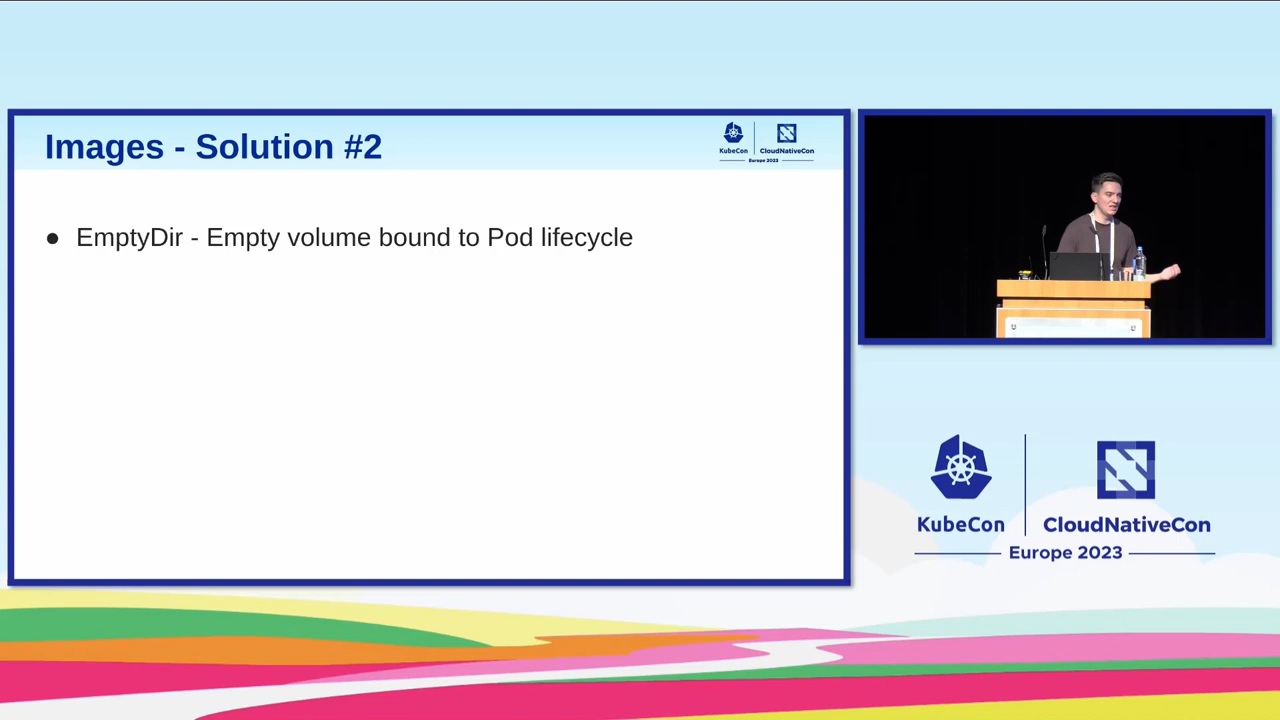 Images - Solution #2
KubeCon
CloudNativeCon
Europe 2023
● EmptyDir - Empty volume bound to Pod lifecycle
KubeCon
CloudNativeCon
Europe 2023